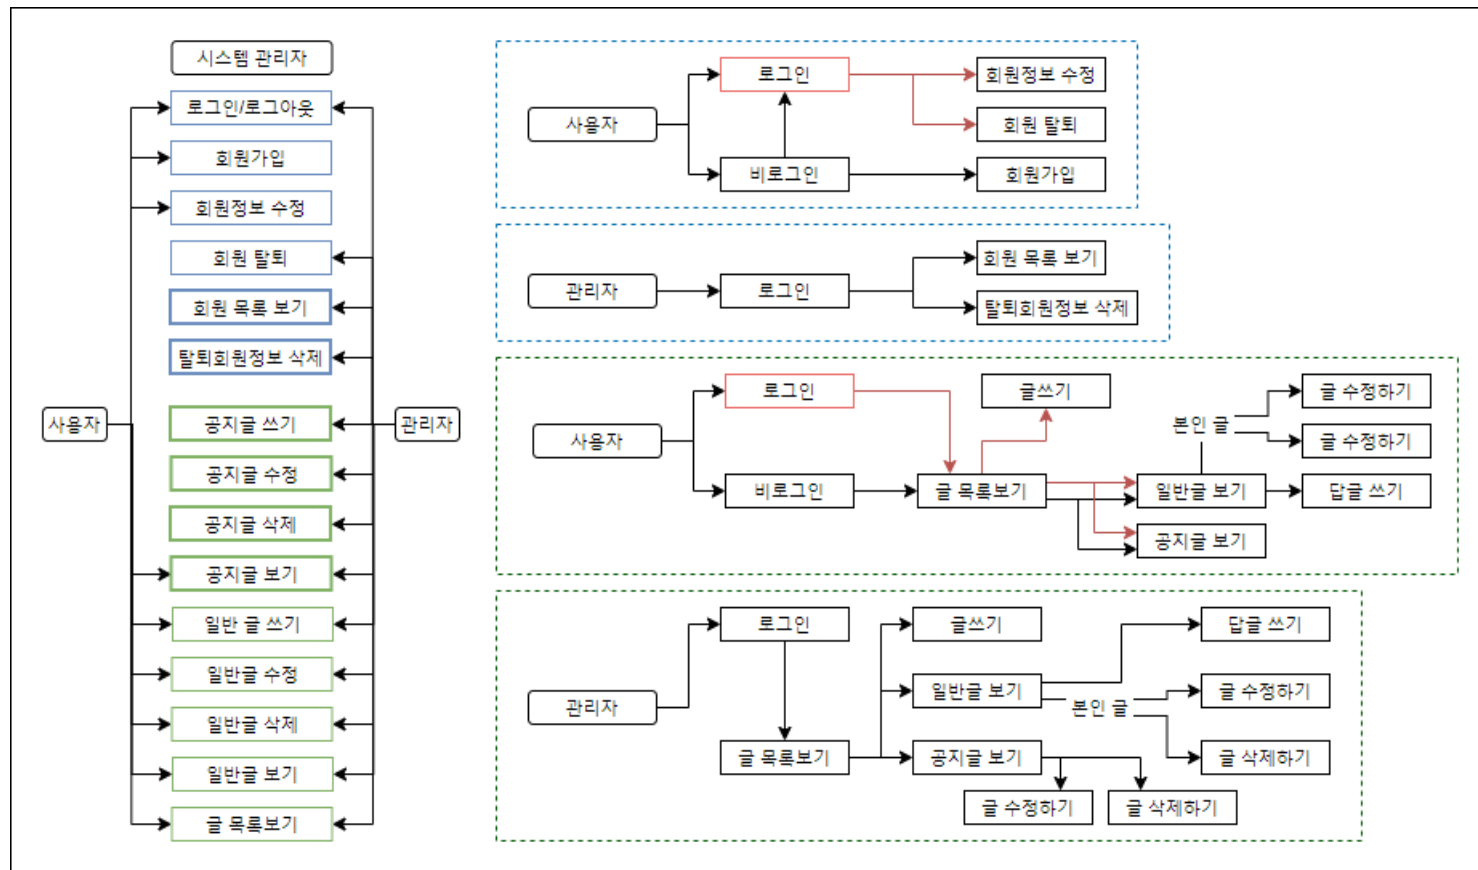 시스템 관리자
로그인/로그아웃
회원가입
회원정보 수정
회원 탈퇴
회원 목록 보기
탈퇴회원정보 삭제
사용자
관리자
공지글 쓰기
공지글 수정
공지글 삭제
공지글 보기
일반 글 쓰기
일반글 수정
일반글 삭제
일반글 보기
글 목록보기
사용자
로그인
비로그인
회원정보 수정
회원 탈퇴
회원가입
관리자
로그인
회원 목록 보기
탈퇴회원정보 삭제
사용자
로그인
비로그인
글쓰기
글 목록보기
본인 글
글 수정하기
글 수정하기
일반글 보기
답글 쓰기
공지글 보기
관리자
로그인
글 목록보기
글쓰기
일반글 보기
공지글 보기
본인 글
답글 쓰기
글 수정하기
글 삭제하기
글 수정하기
글 삭제하기